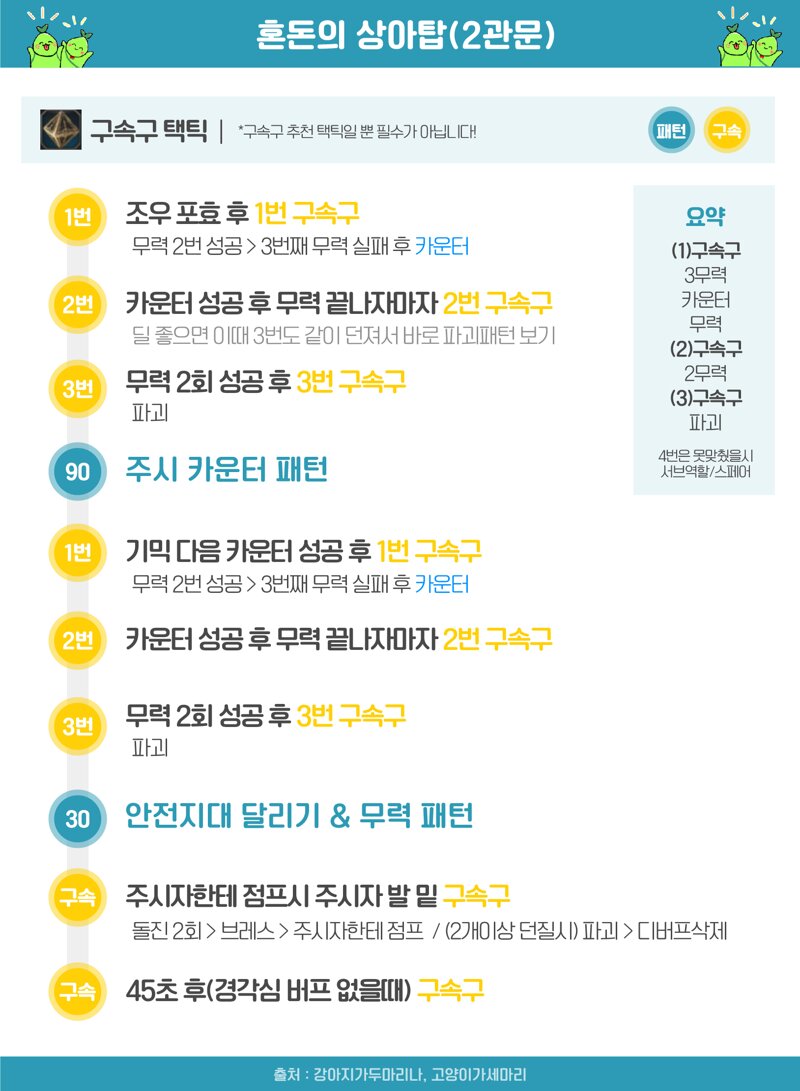 혼돈의 상아탑(2관문)
구속구 택틱 | *구속구 추천 택틱일 뿐 필수가 아닙니다!
패턴 구속
1번 조우 포효 후 1번 구속구
무력 2번 성공 > 3번째 무력 실패 후 카운터
2번 카운터 성공 후 무력 끝나자마자 2번 구속구
딜 좋으면 이때 3번도 같이 던져서 바로 파괴패턴 보기
3번 무력 2회 성공 후 3번 구속구
파괴
90 주시 카운터 패턴
1번 기믹 다음 카운터 성공 후 1번 구속구
무력 2번 성공 > 3번째 무력 실패 후 카운터
2번 카운터 성공 후 무력 끝나자마자 2번 구속구
3번 무력 2회 성공 후 3번 구속구
파괴
30 안전지대 달리기 & 무력 패턴
구속 주시자한테 점프시 주시자 발 밑 구속구
돌진 2회 > 브레스 > 주시자한테 점프 / (2개이상 던질시) 파괴 > 디버프삭제
구속 45초 후(경각심 버프 없을때) 구속구
요약
(1)구속구
3무력
카운터
무력
(2)구속구
2무력
(3)구속구
파괴
4번은 못맞췄을시
서브역할/스페어
출처 : 강아지가두마리나, 고양이가세마리